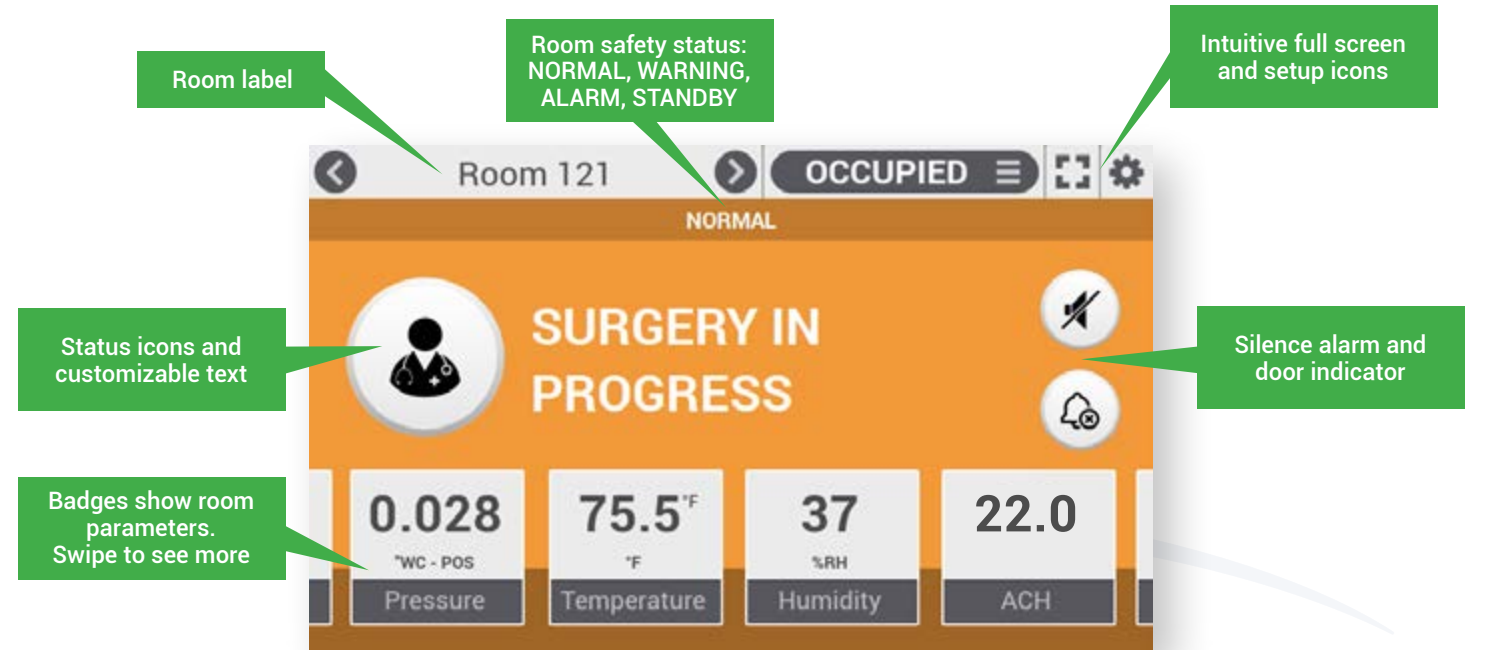 Room label
Room safety status:
NORMAL, WARNING,
ALARM, STANDBY
Intuitive full screen
and setup icons
Room 121
OCCUPIED
NORMAL
Status icons and
customizable text
SURGERY IN
PROGRESS
Silence alarm and
door indicator
Badges show room
parameters.
Swipe to see more
0.028
"WC - POS
Pressure
75.5°F
°F
Temperature
37
%RH
Humidity
22.0
ACH